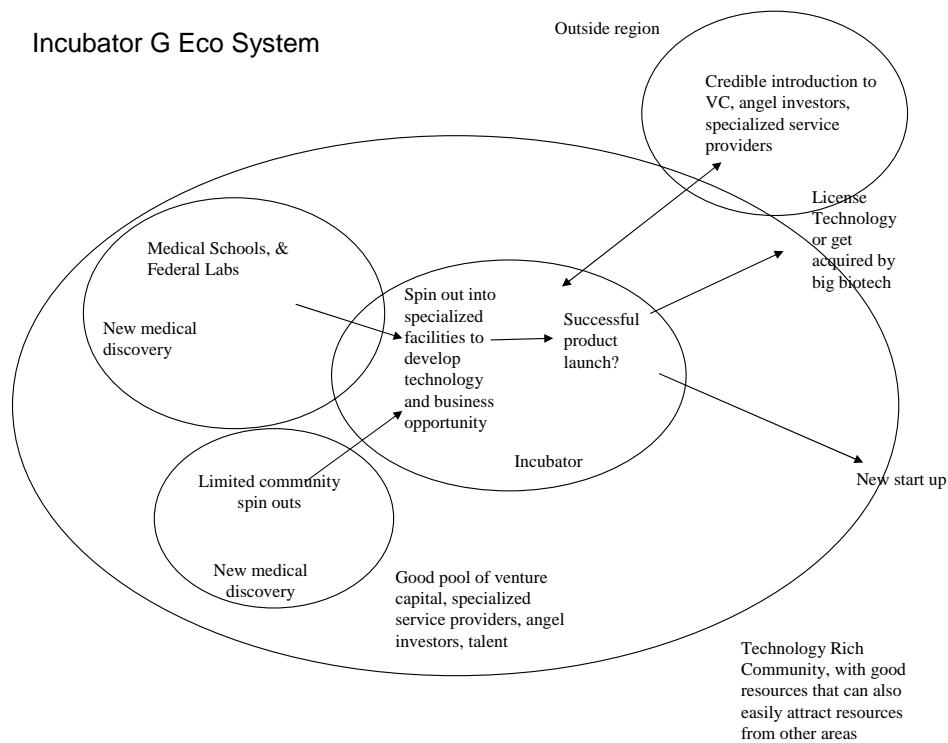 Incubator G Eco System
Outside region
Credible introduction to
VC, angel investors,
specialized service
providers
License
Technology
or get
acquired by
big biotech
Medical Schools, &
Federal Labs
New medical
discovery
Spin out into
specialized
facilities to
develop
technology
and business
opportunity
Successful
product
launch?
Incubator
Limited community
spin outs
New medical
discovery
New start up
Good pool of venture
capital, specialized
service providers, angel
investors, talent
Technology Rich
Community, with good
resources that can also
easily attract resources
from other areas